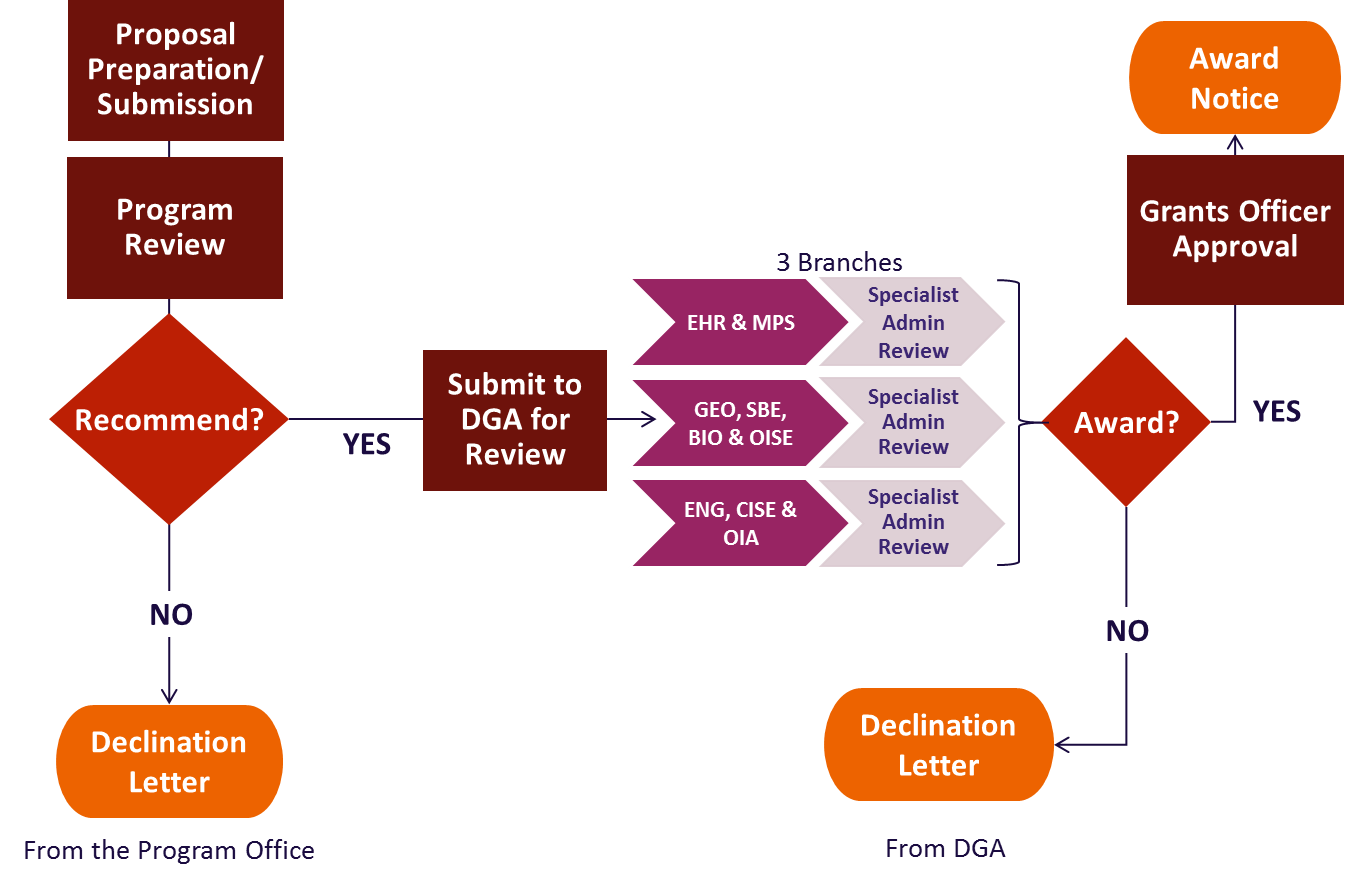 Proposal
Preparation/
Submission
Program
Review
Recommend?
YES
NO
Declination
Letter
From the Program Office
Submit to
DGA for
Review
3 Branches
EHR & MPS
Specialist
Admin
Review
GEO, SBE,
BIO & OISE
Specialist
Admin
Review
ENG, CISE &
OIA
Specialist
Admin
Review
Award?
YES
Grants Officer
Approval
Award
Notice
NO
Declination
Letter
From DGA